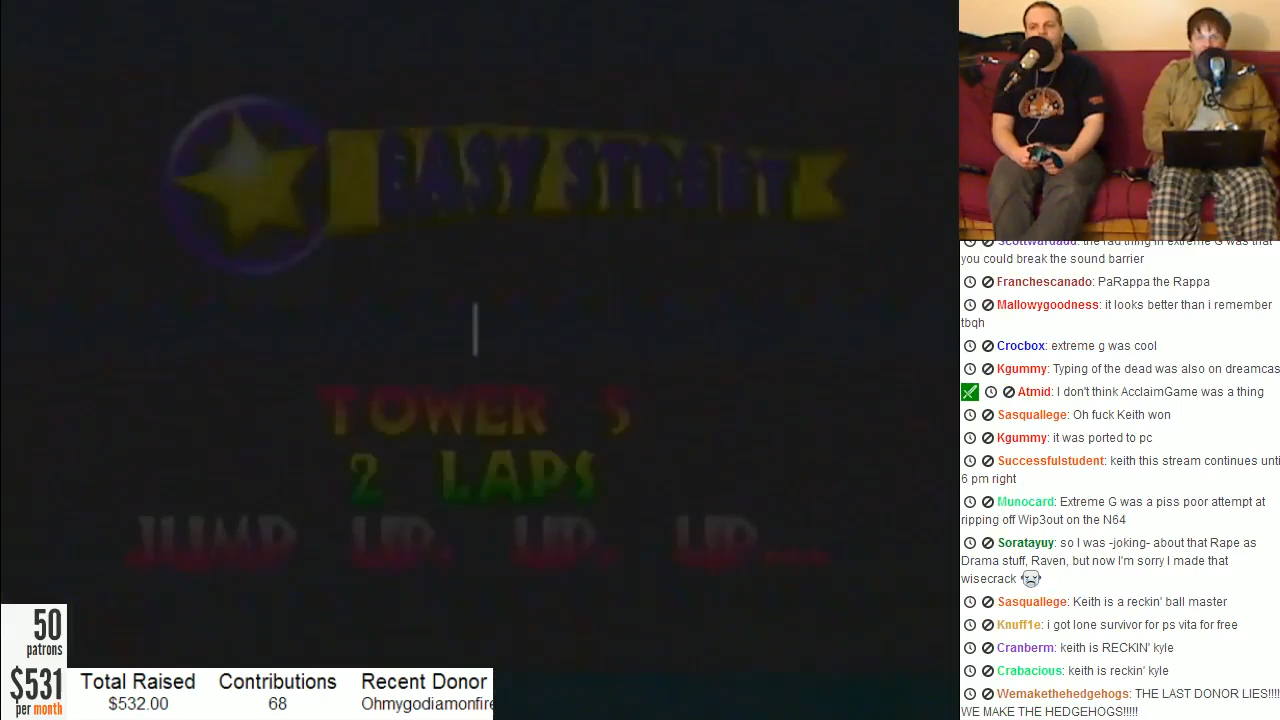 EASY STREET
TOWER 5
2 LAPS
JUMP UP, UP, UP...
you could break the sound barrier
Franchescanado: PaRappa the Rappa
Mallowygoodness: it looks better than i remember
tbqh
Crocbox: extreme g was cool
Kgummy: Typing of the dead was also on dreamcas
Atmid: I don't think AcclaimGame was a thing
Sasquallege: Oh fuck Keith won
Kgummy: it was ported to pc
Successfulstudent: keith this stream continues until
6 pm right
Munocard: Extreme G was a piss poor attempt at
ripping off Wip3out on the N64
Soratayuy: so I was -joking- about that Rape as
Drama stuff, Raven, but now I'm sorry I made that
wisecrack
Sasquallege: Keith is a reckin' ball master
Knuff1e: i got lone survivor for ps vita for free
Cranberm: keith is RECKIN' kyle
Crabacious: keith is reckin' kyle
Wemakethehedgehogs: THE LAST DONOR LIES!!!!
WE MAKE THE HEDGEHOGS!!!!!
50
patrons
$531
per month
Total Raised
$532.00
Contributions
68
Recent Donor
Ohmygodiamonfire